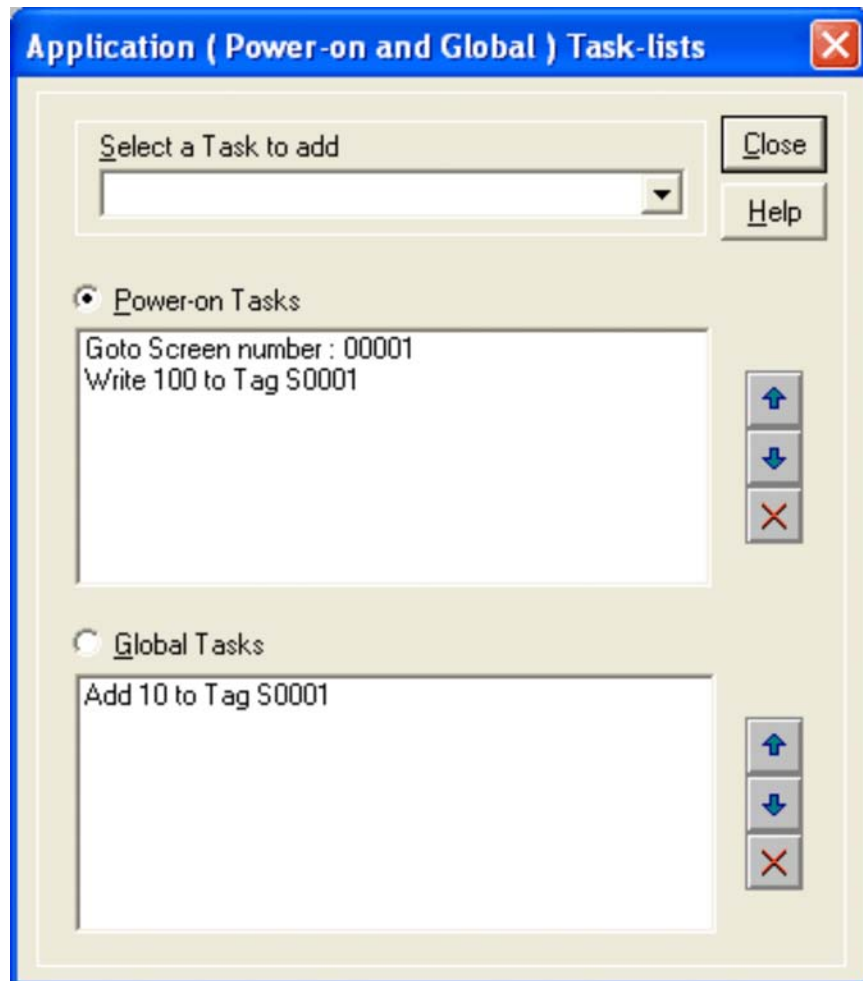 Application ( Power-on and Global ) Task-lists
Select a Task to add
Close
Help
Power-on Tasks
Goto Screen number : 00001
Write 100 to Tag S0001
Global Tasks
Add 10 to Tag S0001